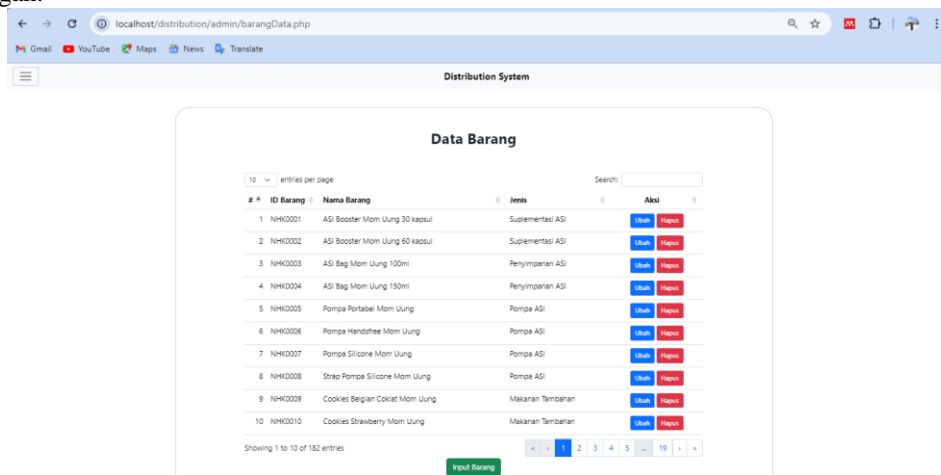 localhost/distribution/admin/barangData.php
Gmail YouTube Maps News Translate
Distribution System
Data Barang
10 entries per page Search:
# ID Barang Nama Barang Jenis Aksi
1 NHK0001 ASI Booster Mom Uung 30 kapsul Suplementasi ASI Ubah Hapus
2 NHK0002 ASI Booster Mom Uung 60 kapsul Suplementasi ASI Ubah Hapus
3 NHK0003 ASI Bag Mom Uung 100ml Penyimpanan ASI Ubah Hapus
4 NHK0004 ASI Bag Mom Uung 150ml Penyimpanan ASI Ubah Hapus
5 NHK0005 Pompa Portabel Mom Uung Pompa ASI Ubah Hapus
6 NHK0006 Pompa Handsfree Mom Uung Pompa ASI Ubah Hapus
7 NHK0007 Pompa Silicone Mom Uung Pompa ASI Ubah Hapus
8 NHK0008 Strap Pompa Silicone Mom Uung Pompa ASI Ubah Hapus
9 NHK0009 Cookies Belgian Coklat Mom Uung Makanan Tambahan Ubah Hapus
10 NHK0010 Cookies Strawberry Mom Uung Makanan Tambahan Ubah Hapus
Showing 1 to 10 of 182 entries « ‹ 1 2 3 4 5 ... 19 › »
Input Barang